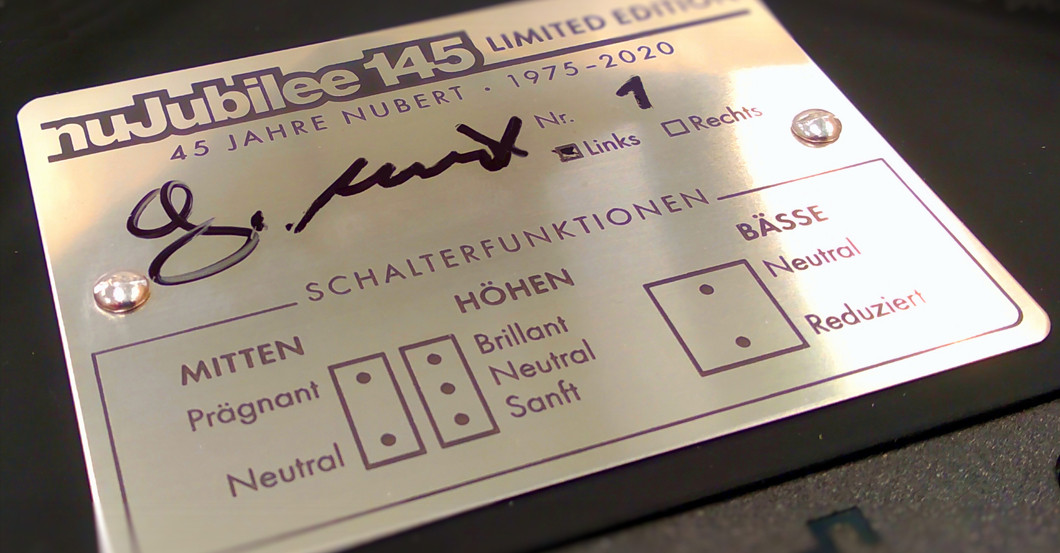 nuJubilee 145 LIMITED EDITION
45 JAHRE NUBERT · 1975-2020
Nr. 1
Links Rechts
SCHALTERFUNKTIONEN
MITTEN
Prägnant
Neutral
HÖHEN
Brillant
Neutral
Sanft
BÄSSE
Neutral
Reduziert